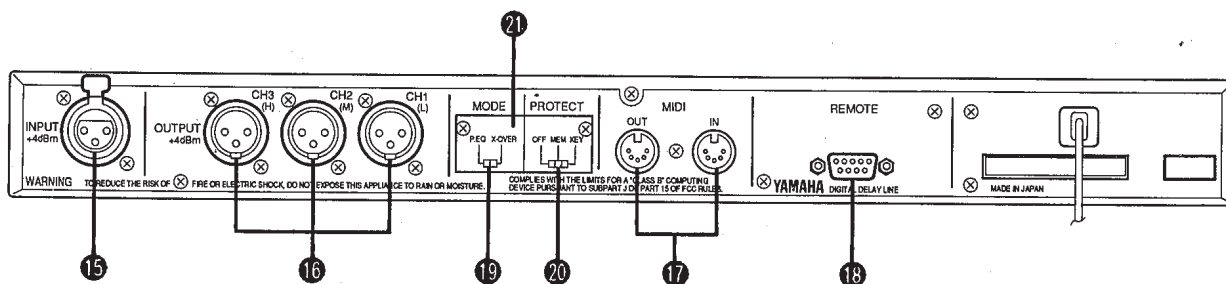 21
CH3 (H)
CH2 (M)
CH1 (L)
MODE
PROTECT
MIDI
REMOTE
INPUT +4dBm
OUTPUT +4dBm
P.EQ X-OVER
OFF MEM KEY
OUT
IN
WARNING TO REDUCE THE RISK OF FIRE OR ELECTRIC SHOCK, DO NOT EXPOSE THIS APPLIANCE TO RAIN OR MOISTURE.
COMPLIES WITH THE LIMITS FOR A "CLASS B" COMPUTING
DEVICE PURSUANT TO SUBPART J OF PART 15 OF FCC RULES.
YAMAHA DIGITAL DELAY LINE
MADE IN JAPAN
15
16
19
20
17
18